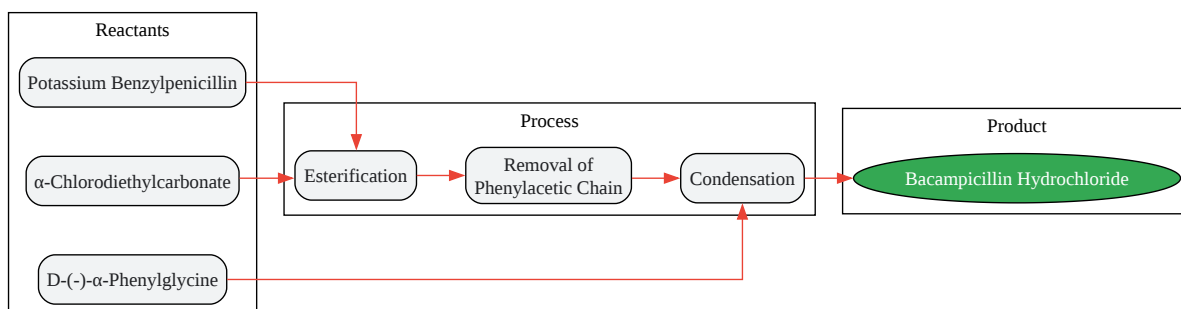 Reactants
Potassium Benzylpenicillin
α-Chlorodiethylcarbonate
D-(-)-α-Phenylglycine
Process
Esterification
Removal of
Phenylacetic Chain
Condensation
Product
Bacampicillin Hydrochloride